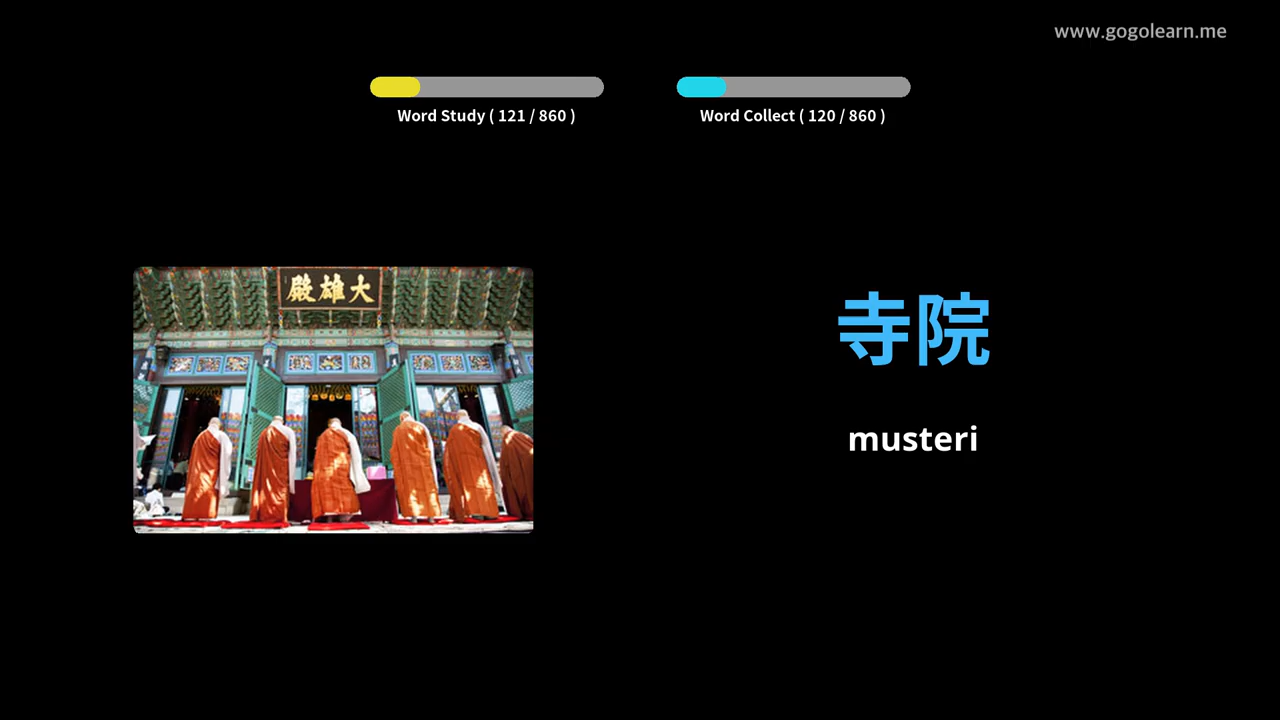 www.gogolearn.me
Word Study ( 121 / 860 )
Word Collect ( 120 / 860 )
殿雄大
寺院
musteri